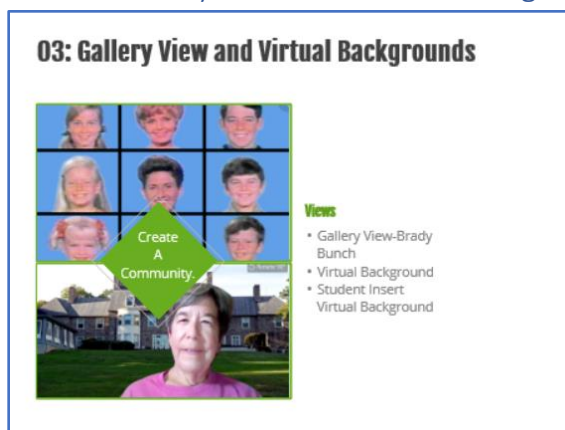 03: Gallery View and Virtual Backgrounds
Create
A
Community.
Views
• Gallery View-Brady
Bunch
• Virtual Background
• Student Insert
Virtual Background